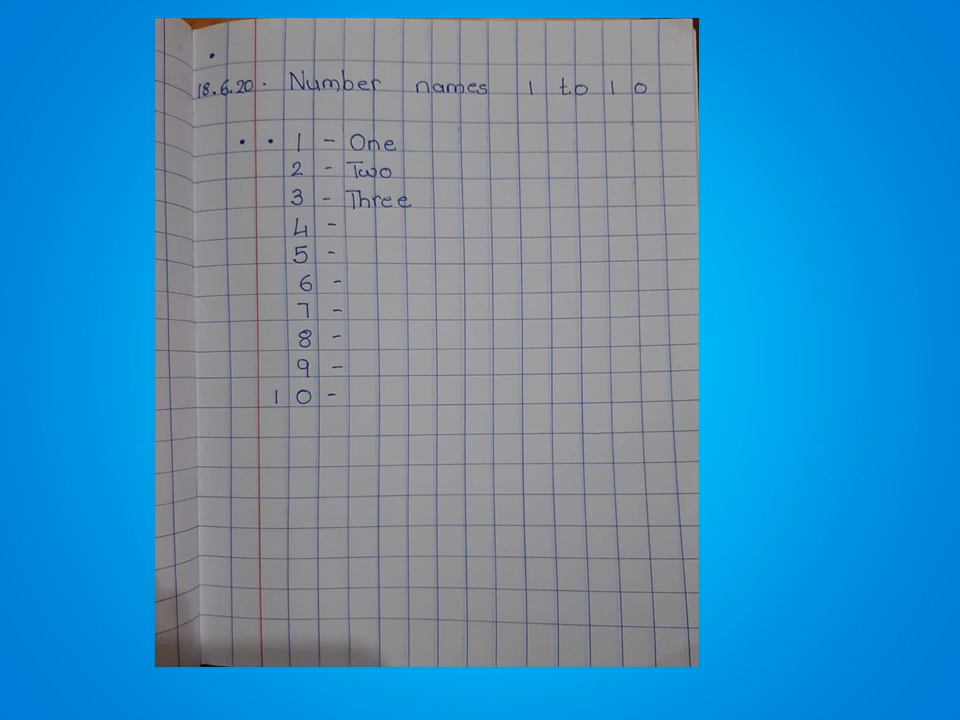 18.6.20. Number names 1 to 10
1 - One
2 - Two
3 - Three
4 -
5 -
6 -
7 -
8 -
9 -
10 -